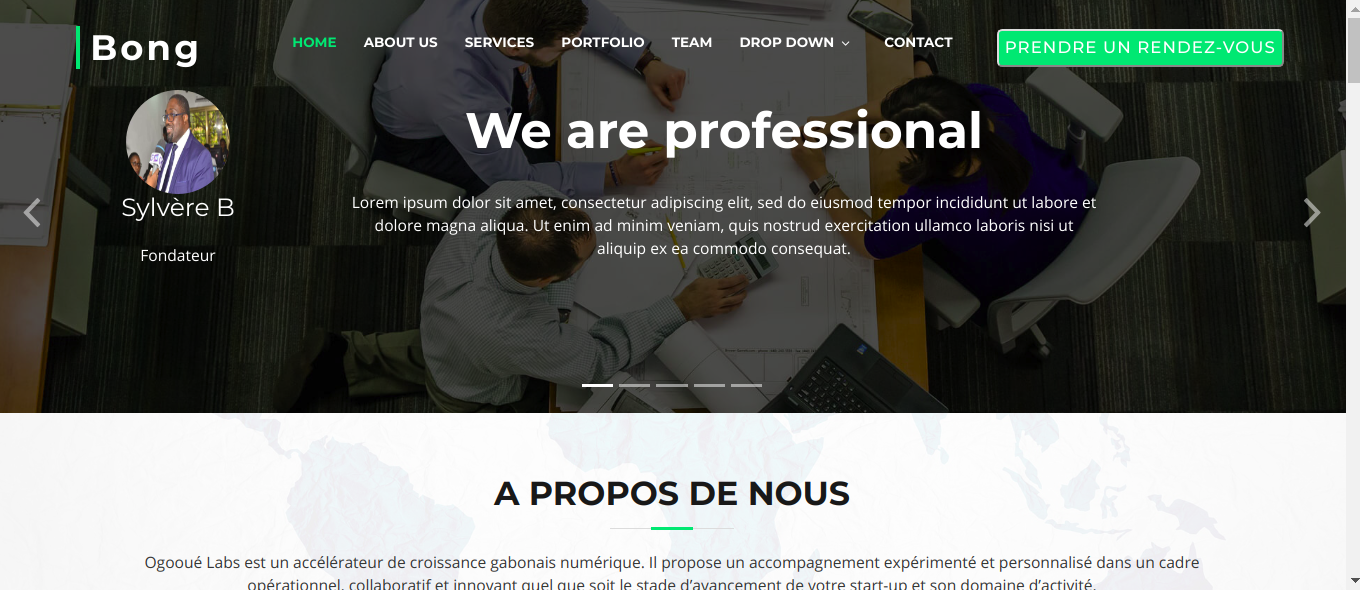 Bong
HOME ABOUT US SERVICES PORTFOLIO TEAM DROP DOWN CONTACT
PRENDRE UN RENDEZ-VOUS
We are professional
Sylvère B
Fondateur
Lorem ipsum dolor sit amet, consectetur adipiscing elit, sed do eiusmod tempor incididunt ut labore et
dolore magna aliqua. Ut enim ad minim veniam, quis nostrud exercitation ullamco laboris nisi ut
aliquip ex ea commodo consequat.
A PROPOS DE NOUS
Ogooué Labs est un accélérateur de croissance gabonais numérique. Il propose un accompagnement expérimenté et personnalisé dans un cadre
opérationnel, collaboratif et innovant quel que soit le stade d’avancement de votre start-up et son domaine d’activité.